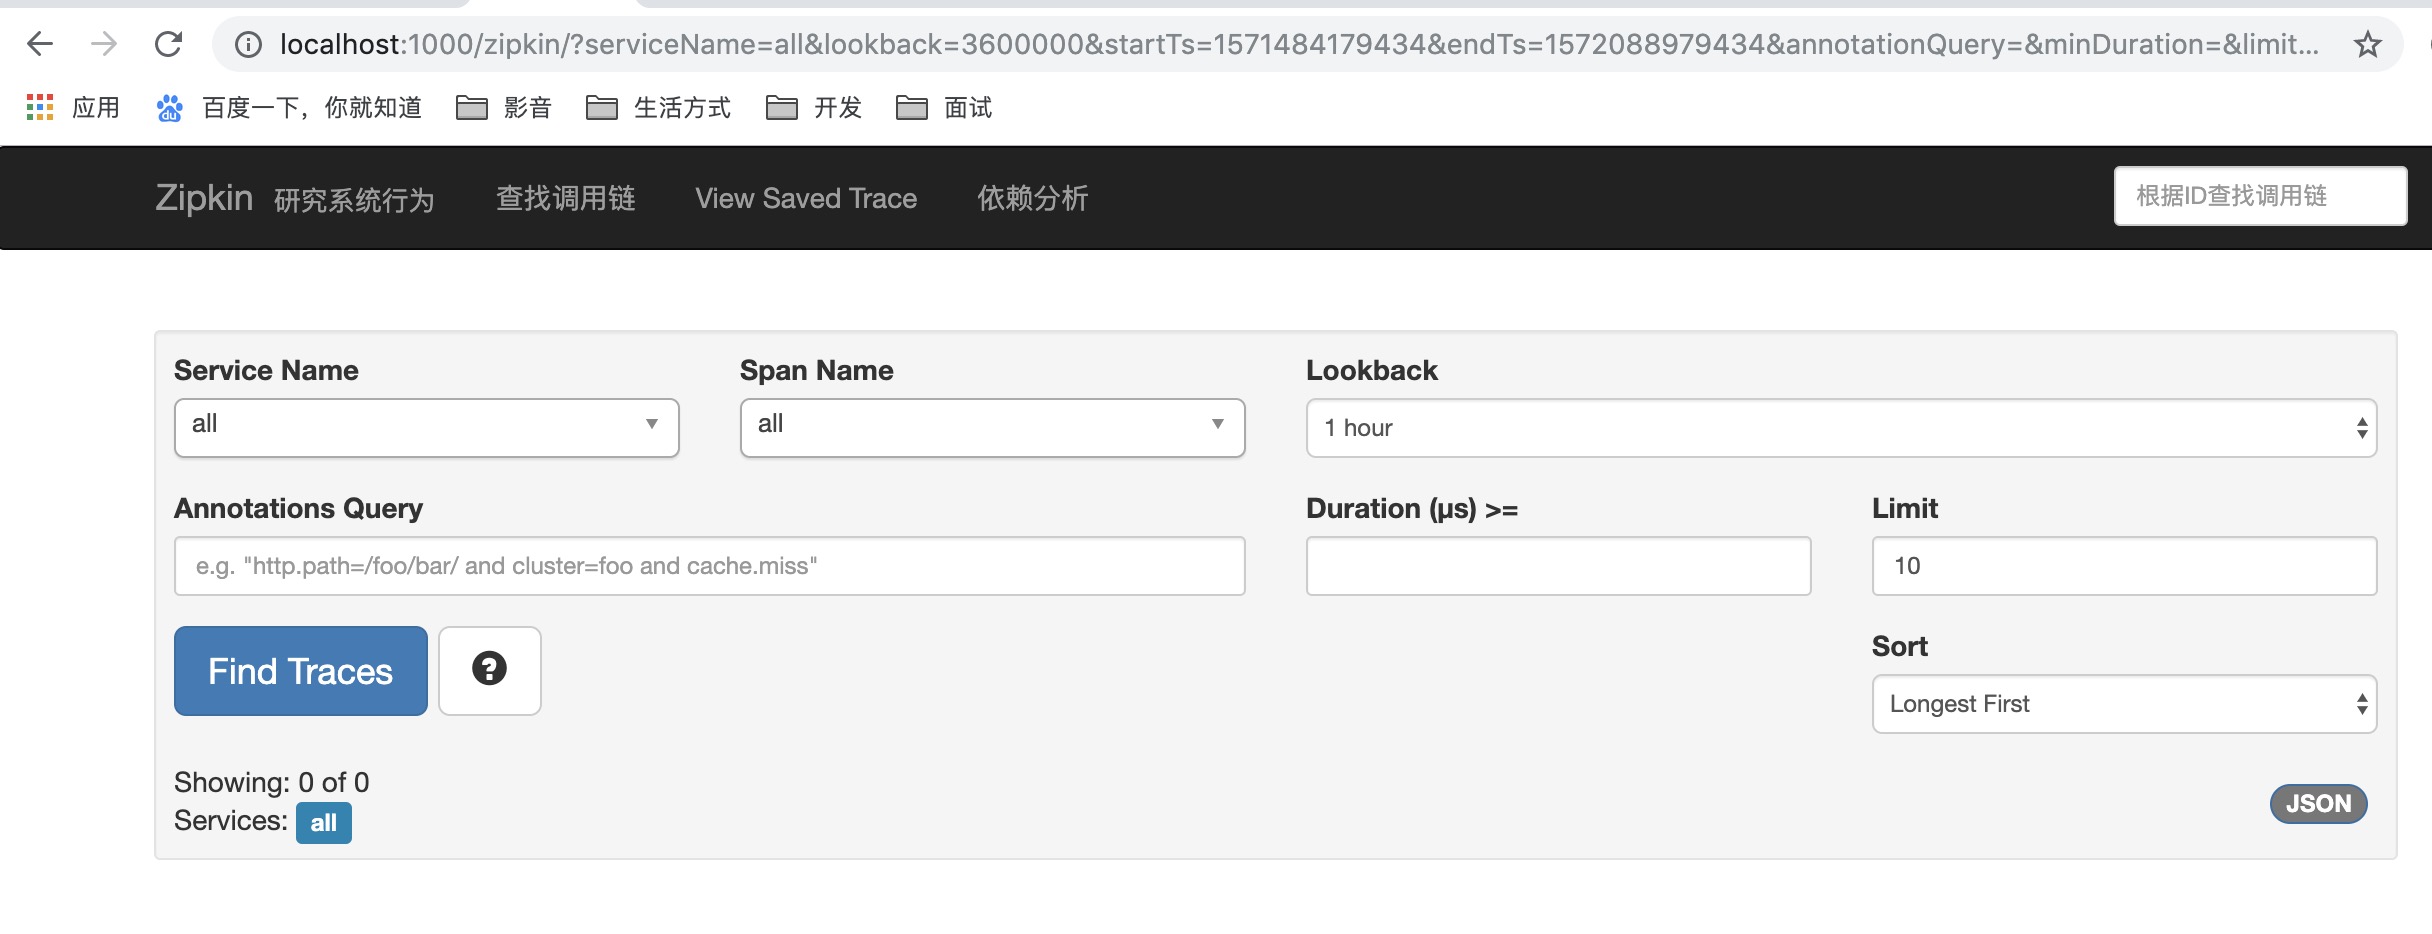 localhost:1000/zipkin/?serviceName=all&lookback=3600000&startTs=1571484179434&endTs=1572088979434&annotationQuery=&minDuration=&limit...
应用 百度一下，你就知道 影音 生活方式 开发 面试
Zipkin 研究系统行为 查找调用链 View Saved Trace 依赖分析 根据ID查找调用链
Service Name Span Name Lookback
all all 1 hour
Annotations Query Duration (μs) >= Limit
e.g. "http.path=/foo/bar/ and cluster=foo and cache.miss" 10
Find Traces ?
Sort
Longest First
Showing: 0 of 0
Services: all
JSON